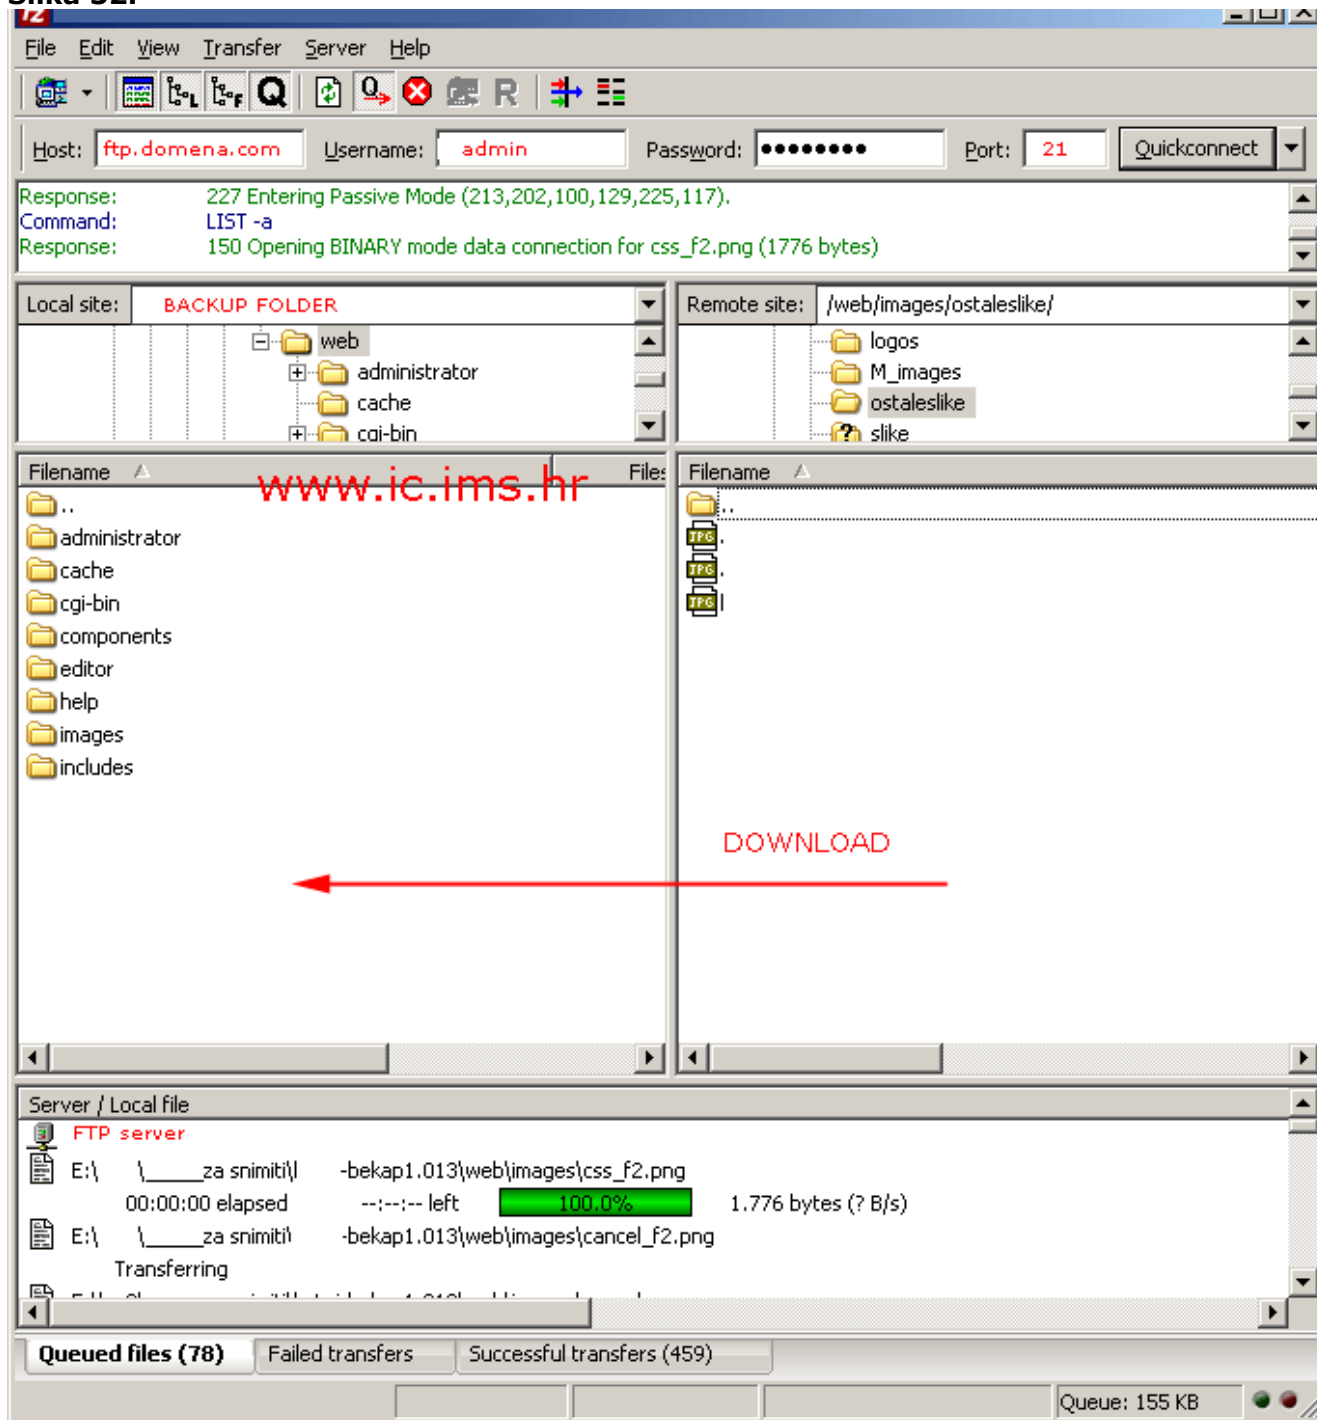 File Edit View Transfer Server Help
Host: ftp.domena.com Username: admin Password: ●●●●●●●● Port: 21 Quickconnect
Response: 227 Entering Passive Mode (213,202,100,129,225,117).
Command: LIST -a
Response: 150 Opening BINARY mode data connection for css_f2.png (1776 bytes)
Local site: BACKUP FOLDER
web
administrator
cache
cgi-bin
Remote site: /web/images/ostaleslike/
logos
M_images
ostaleslike
slike
Filename Files
www.ic.ims.hr
..
administrator
cache
cgi-bin
components
editor
help
images
includes
Filename
..
JPG .
JPG .
JPG
DOWNLOAD
Server / Local file
FTP server
E:\ \_____za snimiti\ -bekap1.013\web\images\css_f2.png
00:00:00 elapsed --:--:-- left 100.0% 1.776 bytes (? B/s)
E:\ \_____za snimiti\ -bekap1.013\web\images\cancel_f2.png
Transferring
Queued files (78) Failed transfers Successful transfers (459)
Queue: 155 KB